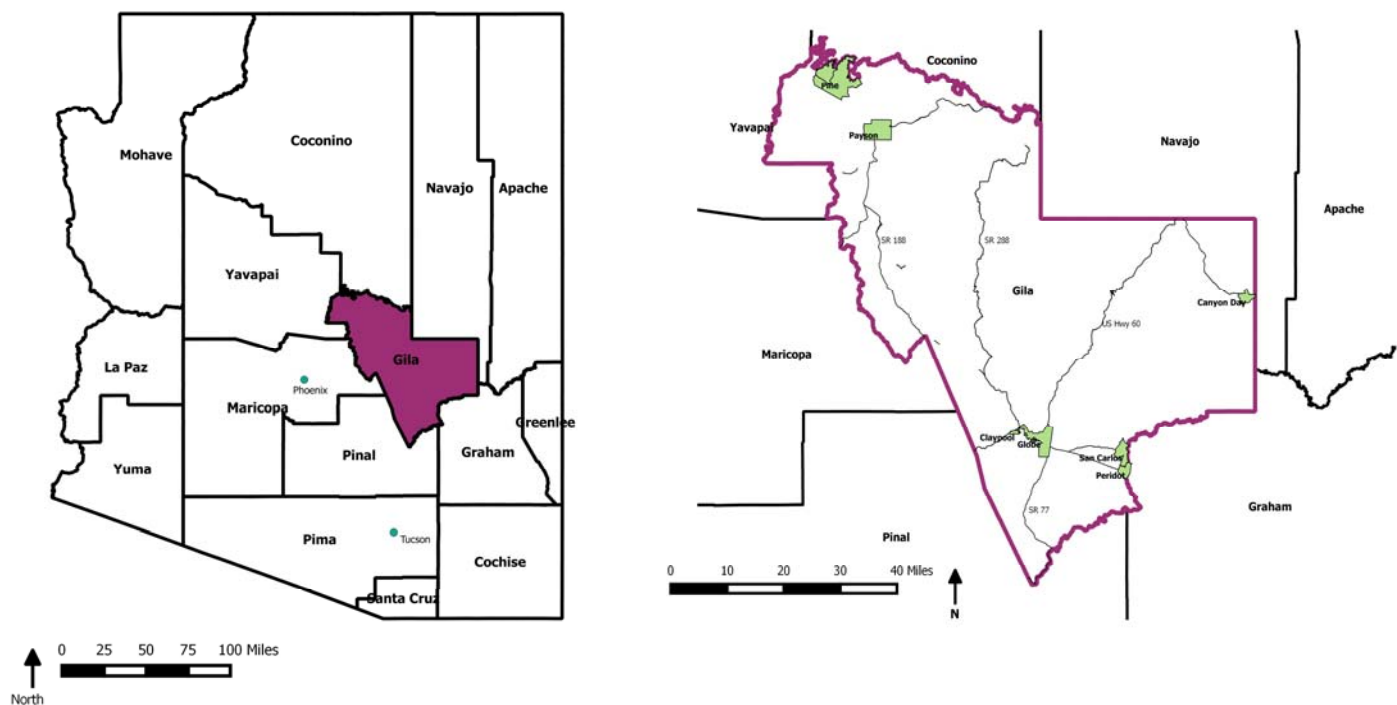 Mohave
Coconino
Navajo
Apache
Yavapai
Gila
La Paz
Phoenix
Maricopa
Greenlee
Pinal
Graham
Yuma
Pima
Tucson
Cochise
Santa Cruz
0 25 50 75 100 Miles
North
Coconino
Pine
Yavapai
Payson
Navajo
Apache
SR 188
SR 288
Gila
Canyon Day
US Hwy 60
Maricopa
Claypool
Globe
San Carlos
Peridot
SR 77
Graham
Pinal
0 10 20 30 40 Miles
N